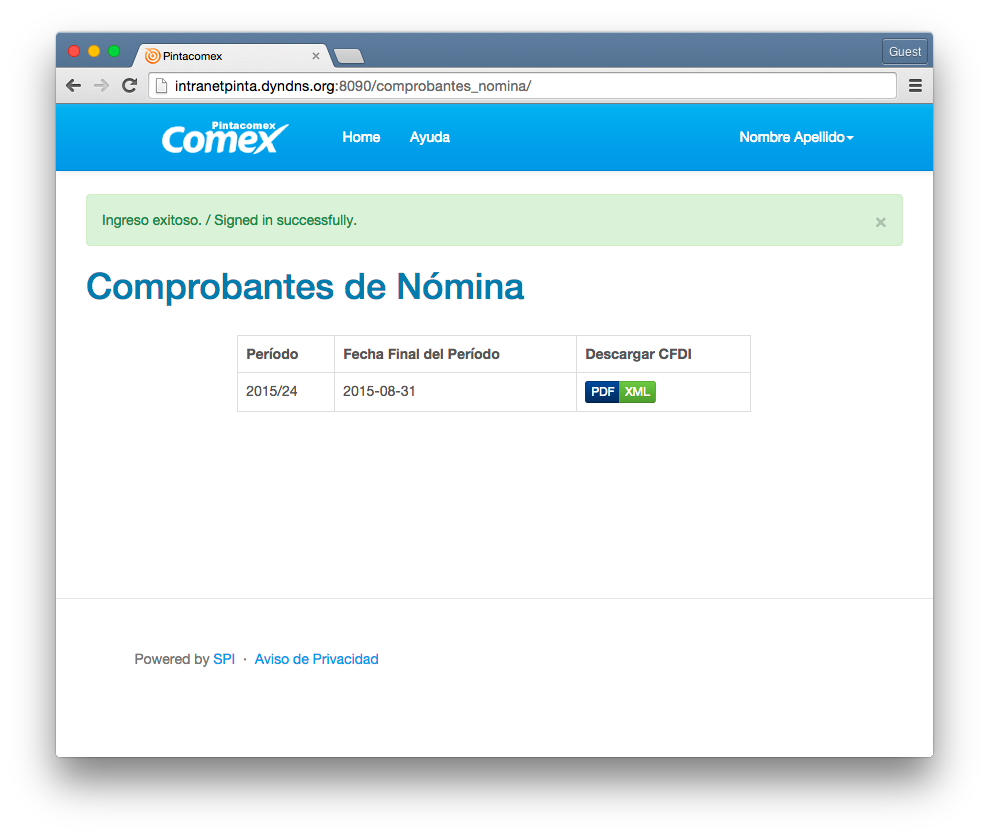 Pintacomex
Guest
intranetpinta.dyndns.org:8090/comprobantes_nomina/
Pintacomex
Comex
Home
Ayuda
Nombre Apellido
Ingreso exitoso. / Signed in successfully.
×
Comprobantes de Nómina
Período
Fecha Final del Período
Descargar CFDI
2015/24
2015-08-31
PDF
XML
Powered by SPI · Aviso de Privacidad